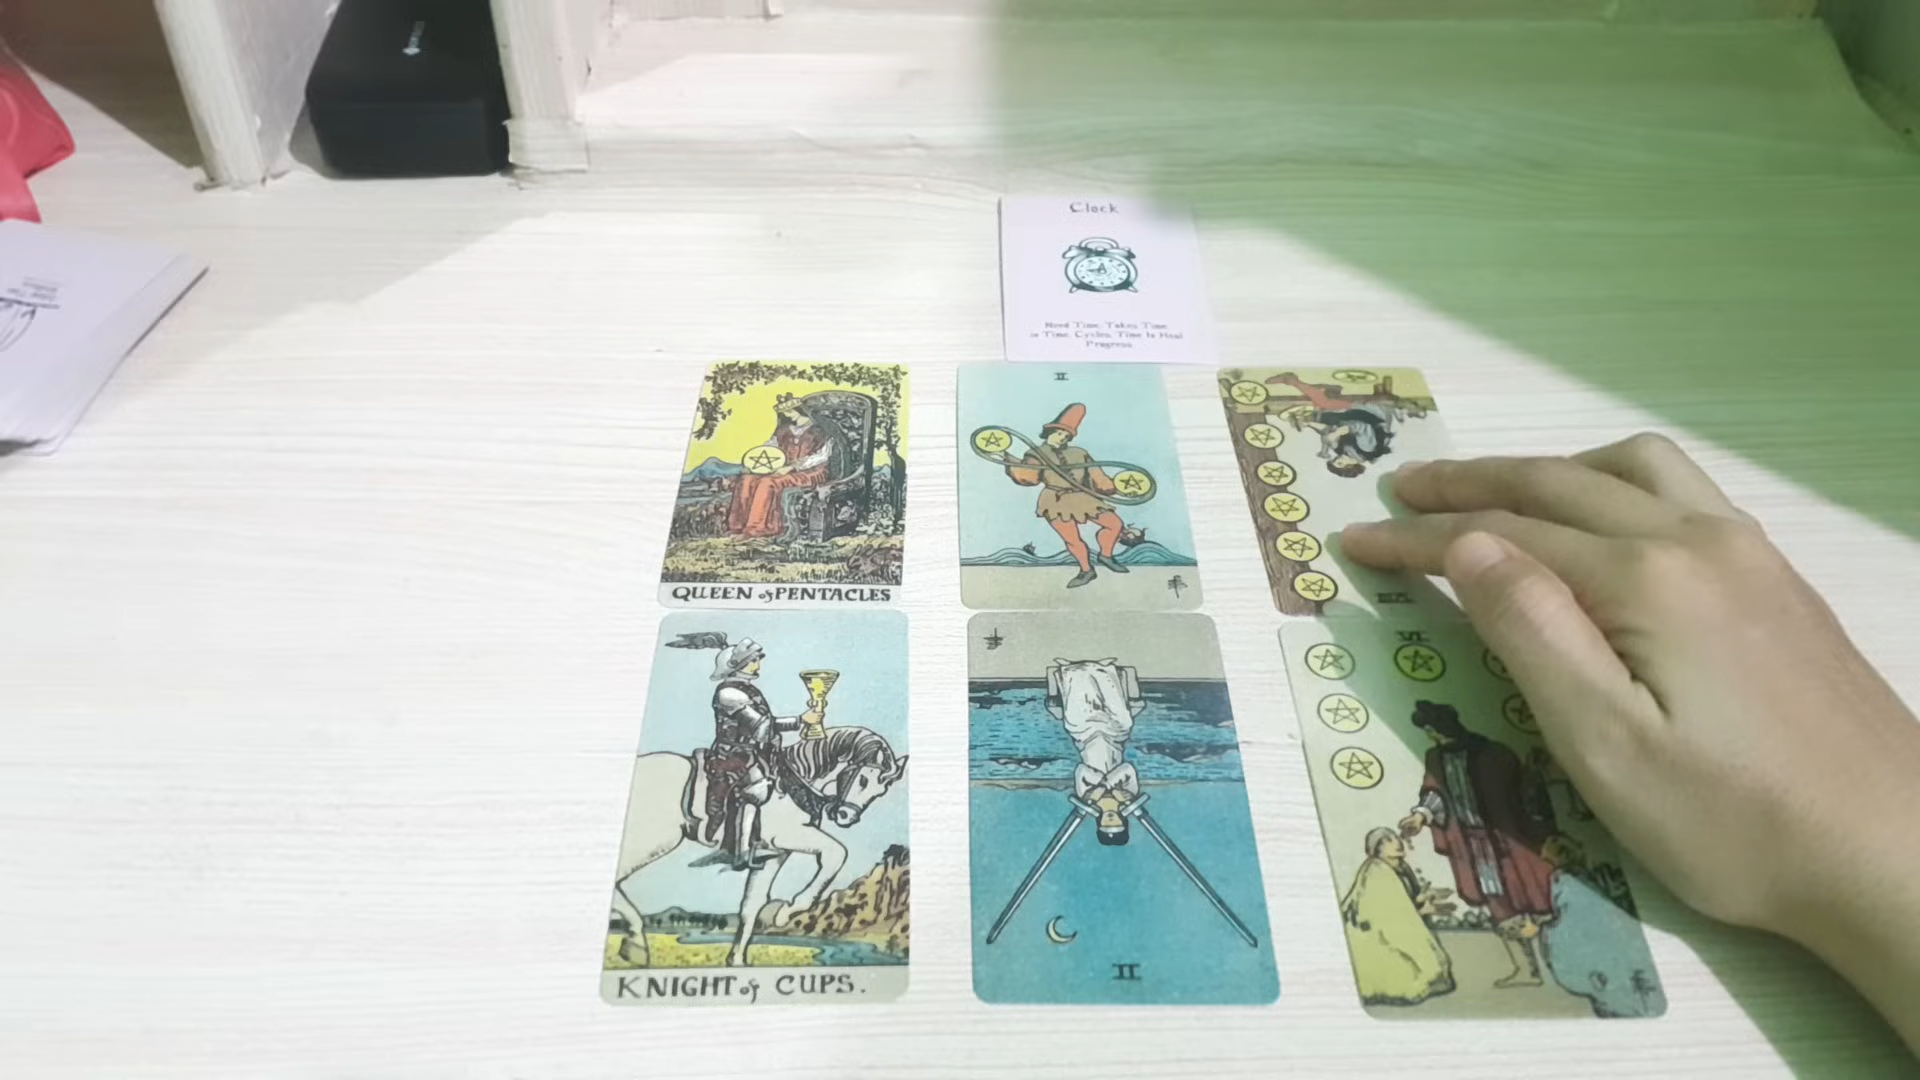 Clock
Need Time. Takes Time.
Time. Cycles. Time to Heal
Progress
II
QUEEN of PENTACLES
VIII
VI
KNIGHT of CUPS.
II